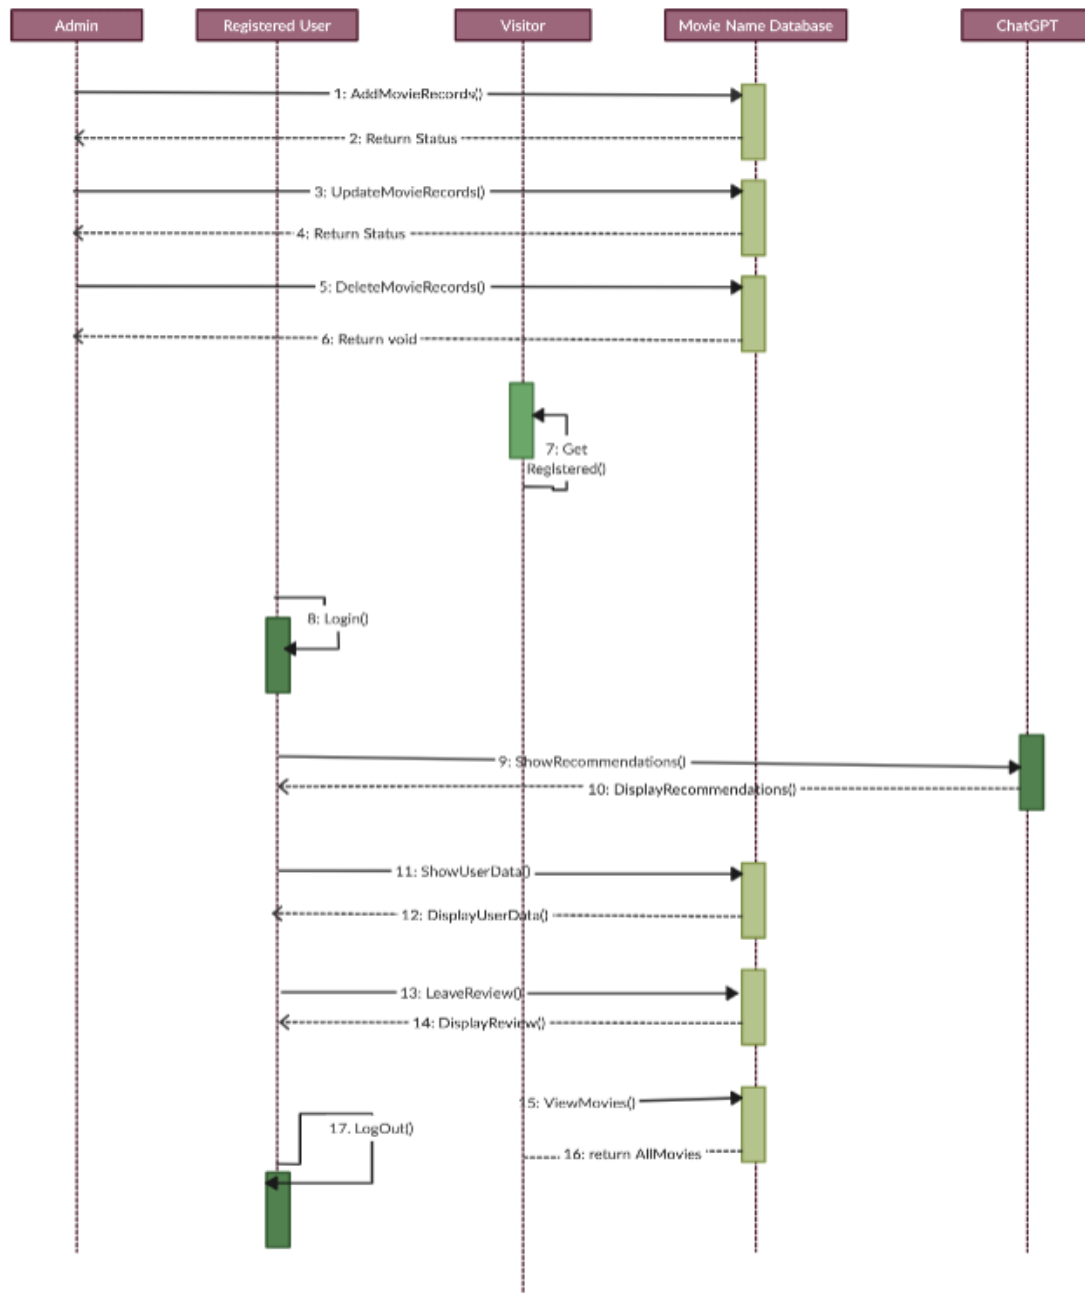 Admin
Registered User
Visitor
Movie Name Database
ChatGPT
1: AddMovieRecords()
2: Return Status
3: UpdateMovieRecords()
4: Return Status
5: DeleteMovieRecords()
6: Return void
7: Get
Registered()
8: Login()
9: ShowRecommendations()
10: DisplayRecommendations()
11: ShowUserData()
12: DisplayUserData()
13: LeaveReview()
14: DisplayReview()
15: ViewMovies()
17. LogOut()
16: return AllMovies